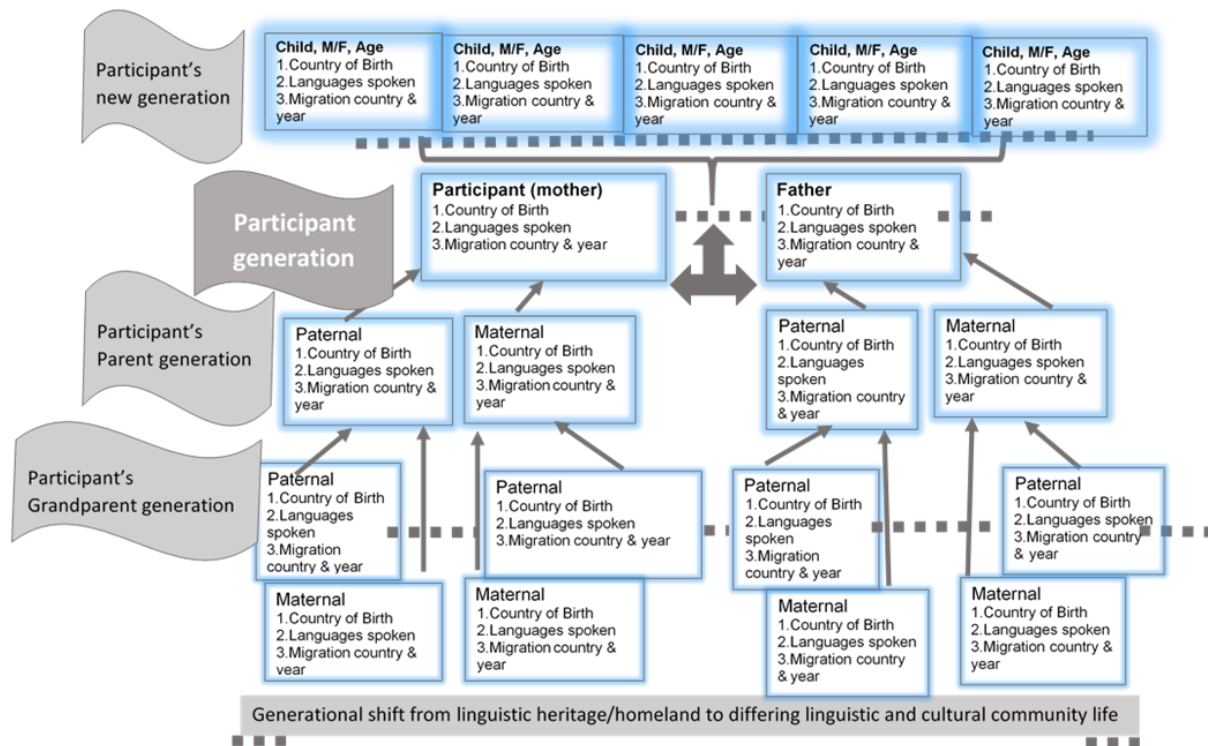 Participant's
new generation
Child, M/F, Age
1.Country of Birth
2.Languages spoken
3.Migration country &
year
Child, M/F, Age
1.Country of Birth
2.Languages spoken
3.Migration country &
year
Child, M/F, Age
1.Country of Birth
2.Languages spoken
3.Migration country &
year
Child, M/F, Age
1.Country of Birth
2.Languages spoken
3.Migration country &
year
Child, M/F, Age
1.Country of Birth
2.Languages spoken
3.Migration country &
year
Participant
generation
Participant (mother)
1.Country of Birth
2.Languages spoken
3.Migration country & year
Father
1.Country of Birth
2.Languages spoken
3.Migration country &
year
Participant's
Parent generation
Paternal
1.Country of Birth
2.Languages spoken
3.Migration country &
year
Maternal
1.Country of Birth
2.Languages spoken
3.Migration country &
year
Paternal
1.Country of Birth
2.Languages
spoken
3.Migration country
& year
Maternal
1.Country of Birth
2.Languages spoken
3.Migration country &
year
Participant's
Grandparent generation
Paternal
1.Country of Birth
2.Languages
spoken
3.Migration
country & year
Paternal
1.Country of Birth
2.Languages spoken
3.Migration country & year
Paternal
1.Country of Birth
2.Languages
spoken
3.Migration
country & year
Paternal
1.Country of Birth
2.Languages spoken
3.Migration country
& year
Maternal
1.Country of Birth
2.Languages spoken
3.Migration country &
year
Maternal
1.Country of Birth
2.Languages spoken
3.Migration country &
year
Maternal
1.Country of Birth
2.Languages spoken
3.Migration country
& year
Maternal
1.Country of Birth
2.Languages spoken
3.Migration country &
year
Generational shift from linguistic heritage/homeland to differing linguistic and cultural community life